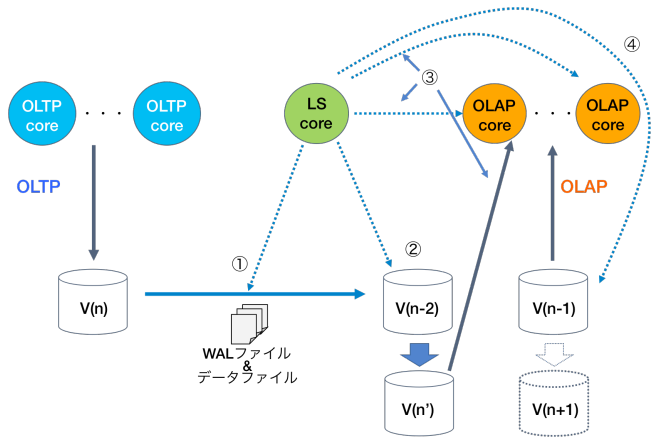 ④
③
OLTP
core
· · ·
OLTP
core
LS
core
OLAP
core
· · ·
OLAP
core
OLTP
OLAP
①
②
V(n)
V(n-2)
V(n-1)
WALファイル
&
データファイル
V(n’)
V(n+1)